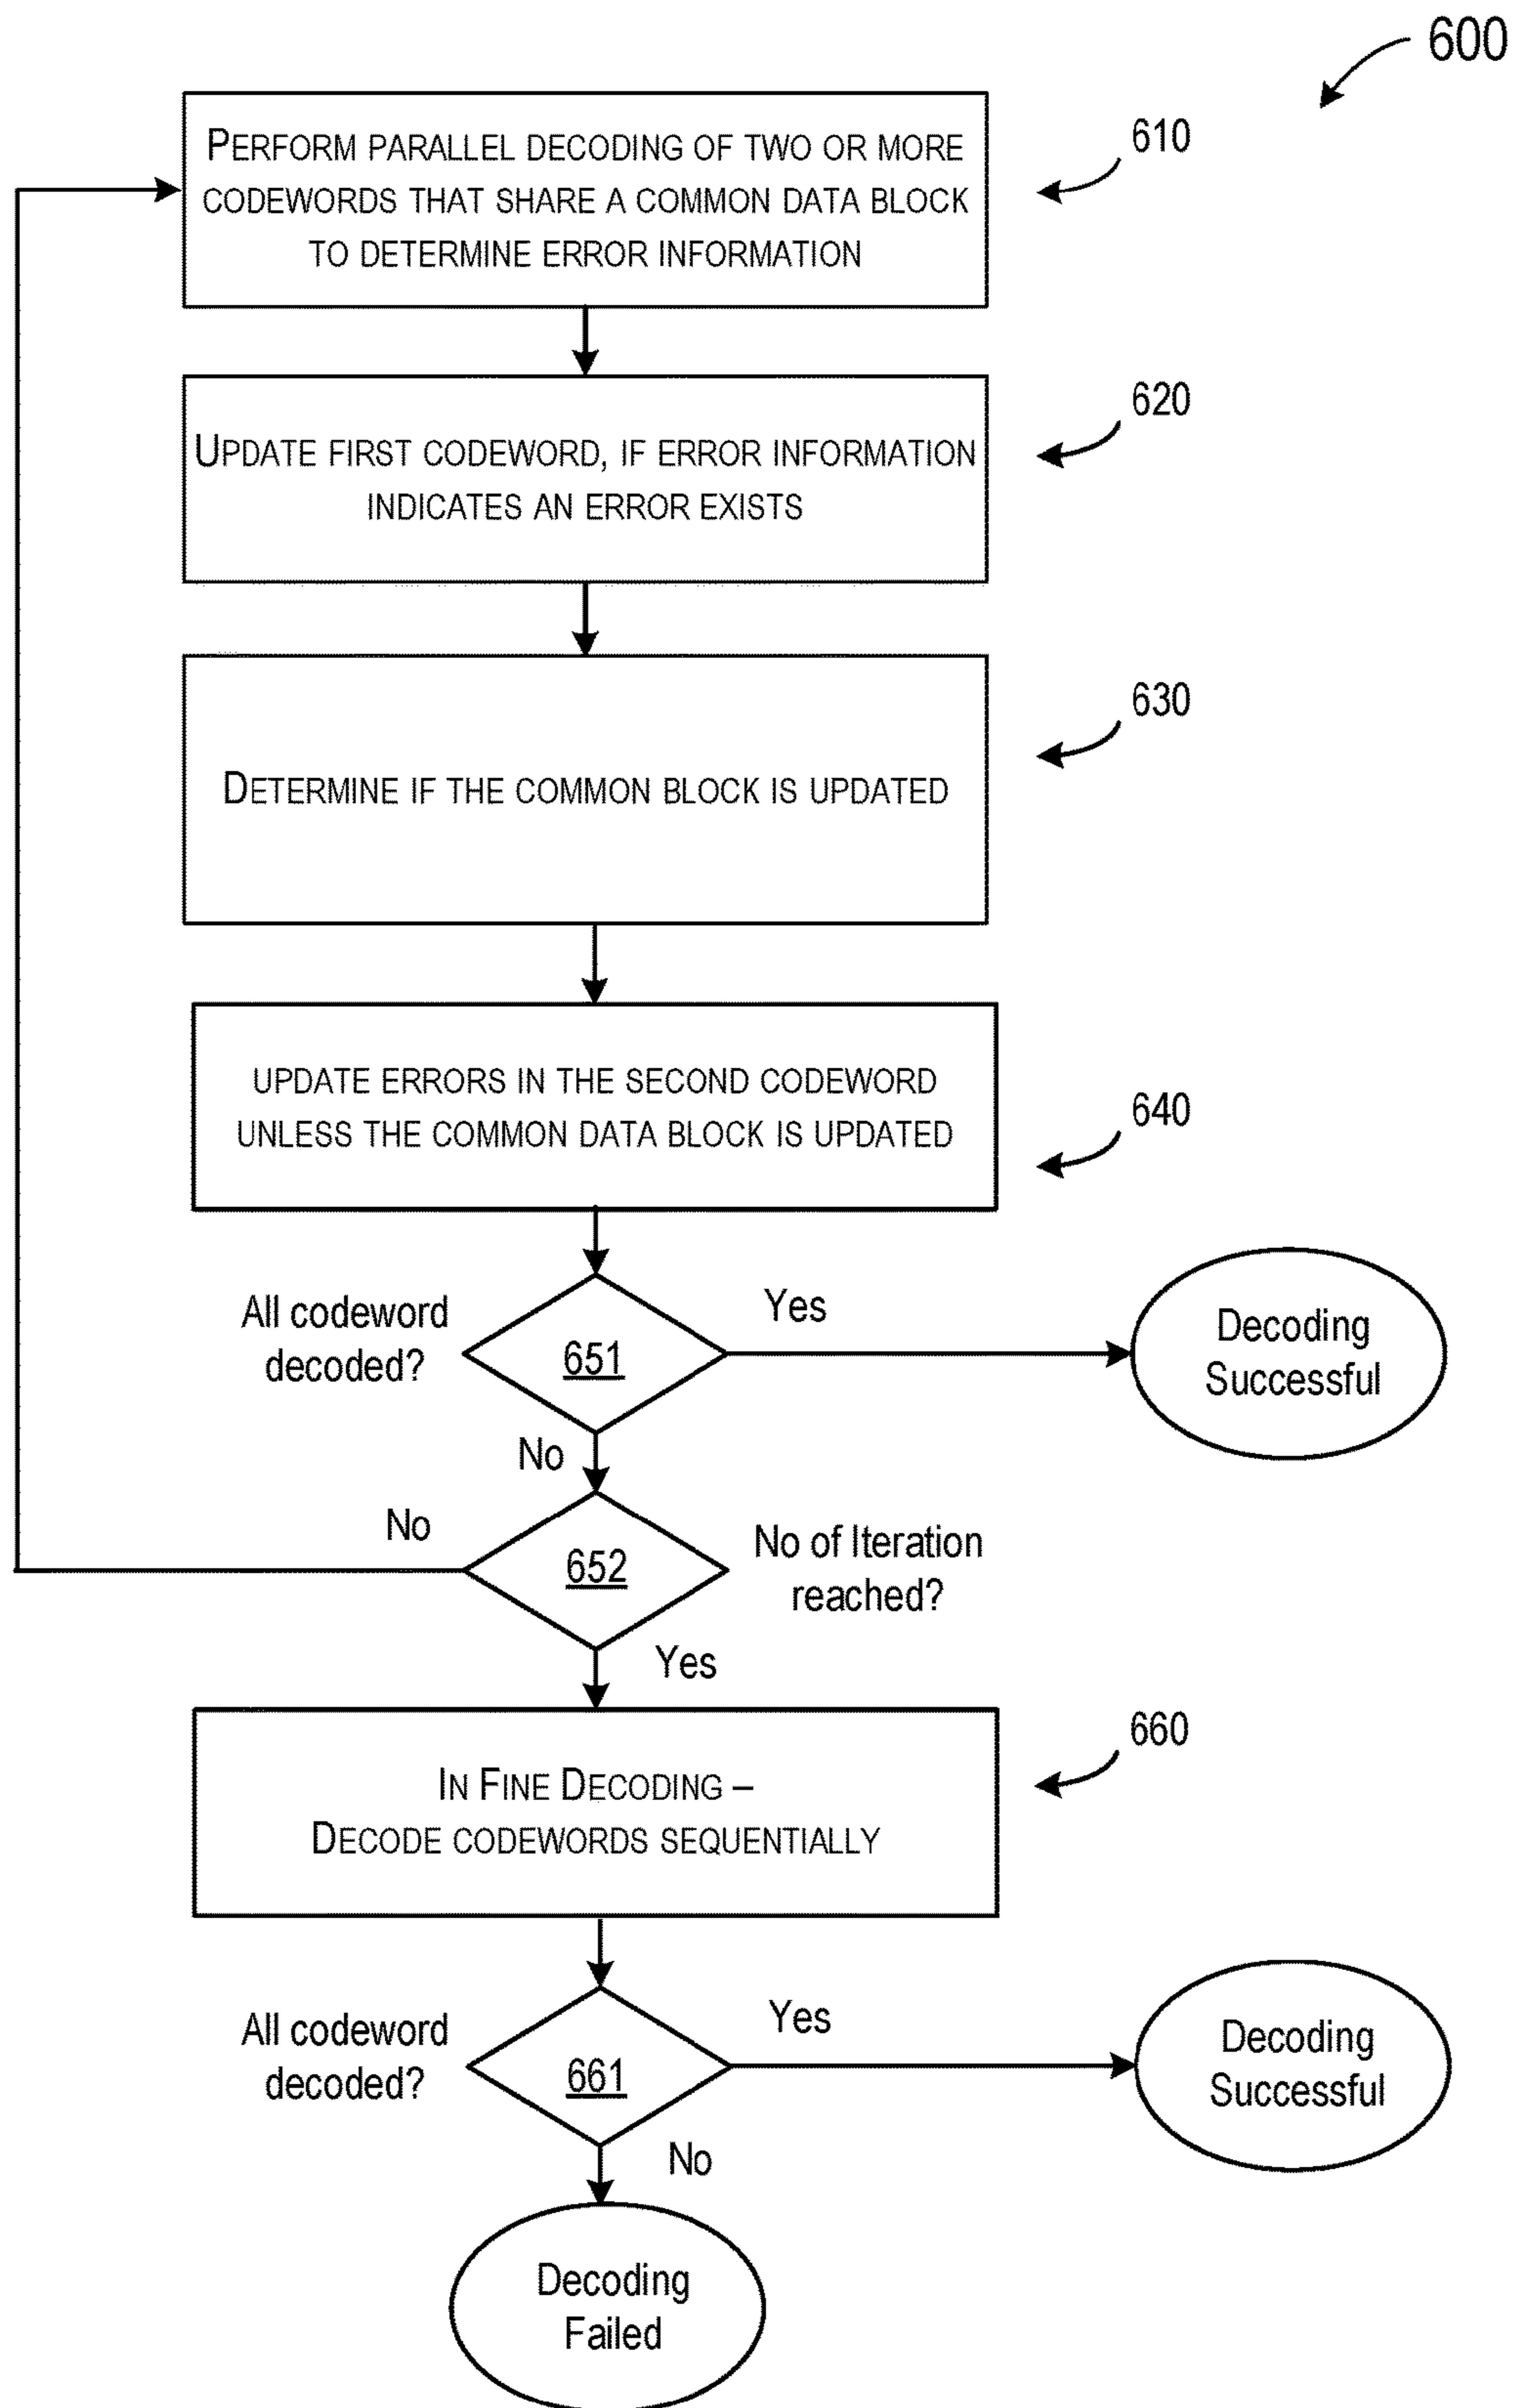 600
PERFORM PARALLEL DECODING OF TWO OR MORE
CODEWORDS THAT SHARE A COMMON DATA BLOCK
TO DETERMINE ERROR INFORMATION
610
UPDATE FIRST CODEWORD, IF ERROR INFORMATION
INDICATES AN ERROR EXISTS
620
DETERMINE IF THE COMMON BLOCK IS UPDATED
630
UPDATE ERRORS IN THE SECOND CODEWORD
UNLESS THE COMMON DATA BLOCK IS UPDATED
640
All codeword
decoded?
651
Yes
Decoding
Successful
No
No
652
No of Iteration
reached?
Yes
IN FINE DECODING –
DECODE CODEWORDS SEQUENTIALLY
660
All codeword
decoded?
661
Yes
Decoding
Successful
No
Decoding
Failed